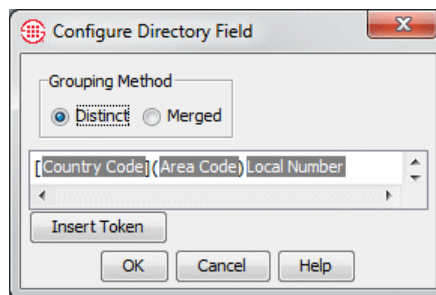 Configure Directory Field
Grouping Method
Distinct Merged
[Country Code](Area Code)Local Number
Insert Token
OK Cancel Help